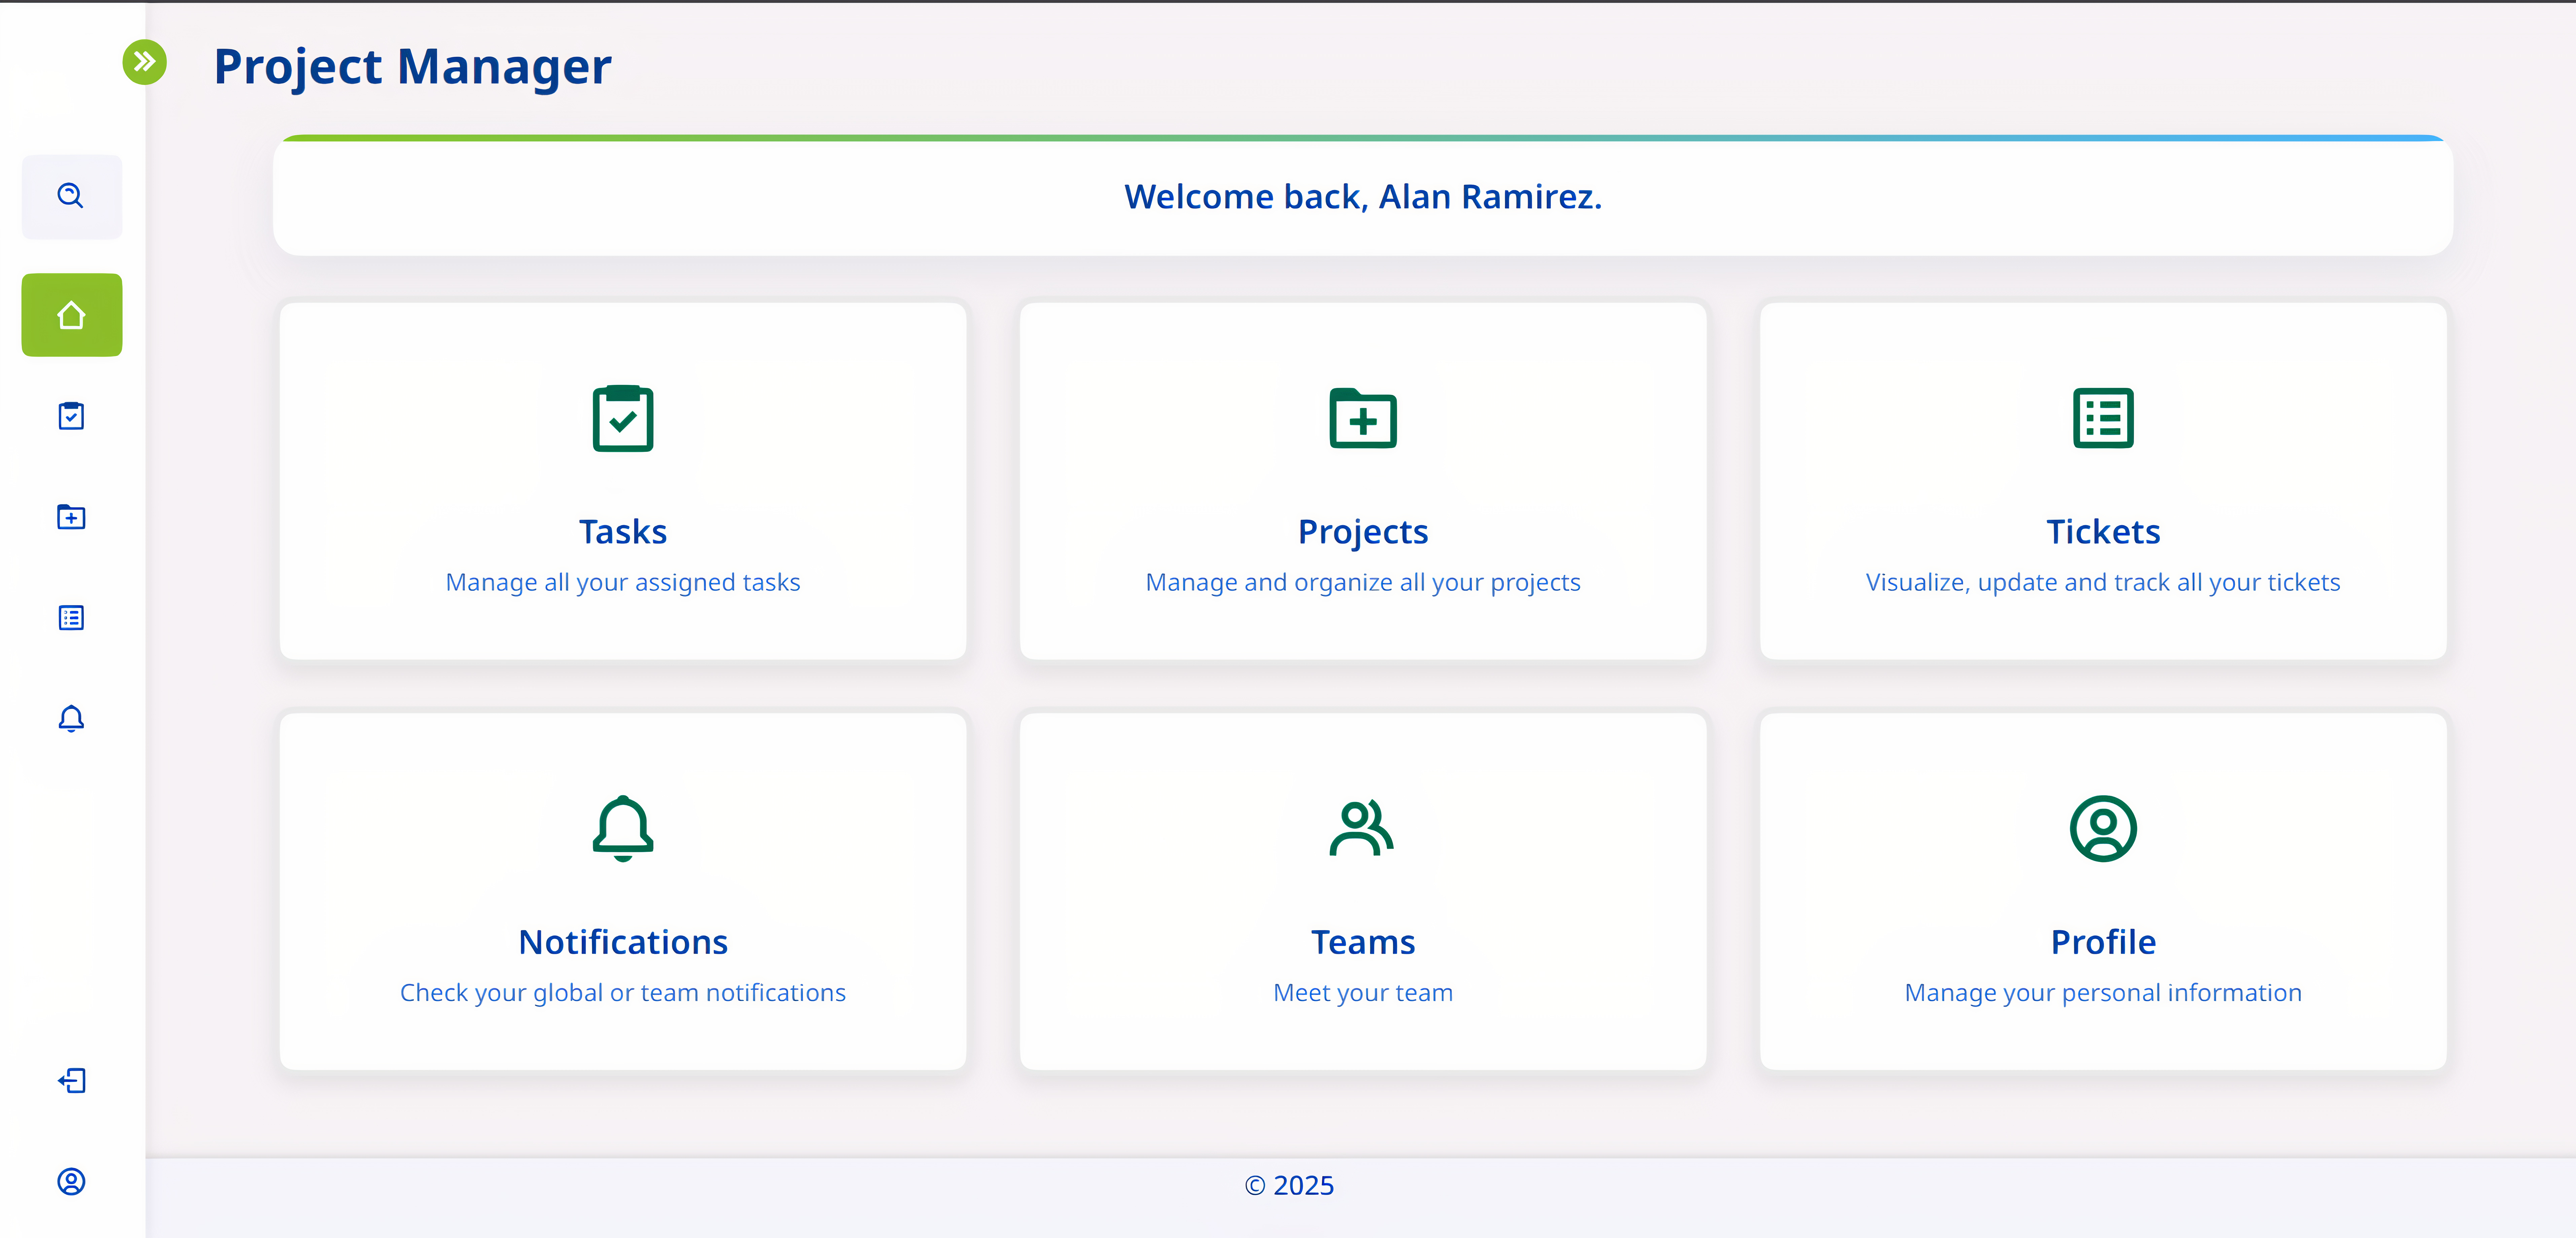 Project Manager
Welcome back, Alan Ramirez.
Tasks
Manage all your assigned tasks
Projects
Manage and organize all your projects
Tickets
Visualize, update and track all your tickets
Notifications
Check your global or team notifications
Teams
Meet your team
Profile
Manage your personal information
© 2025